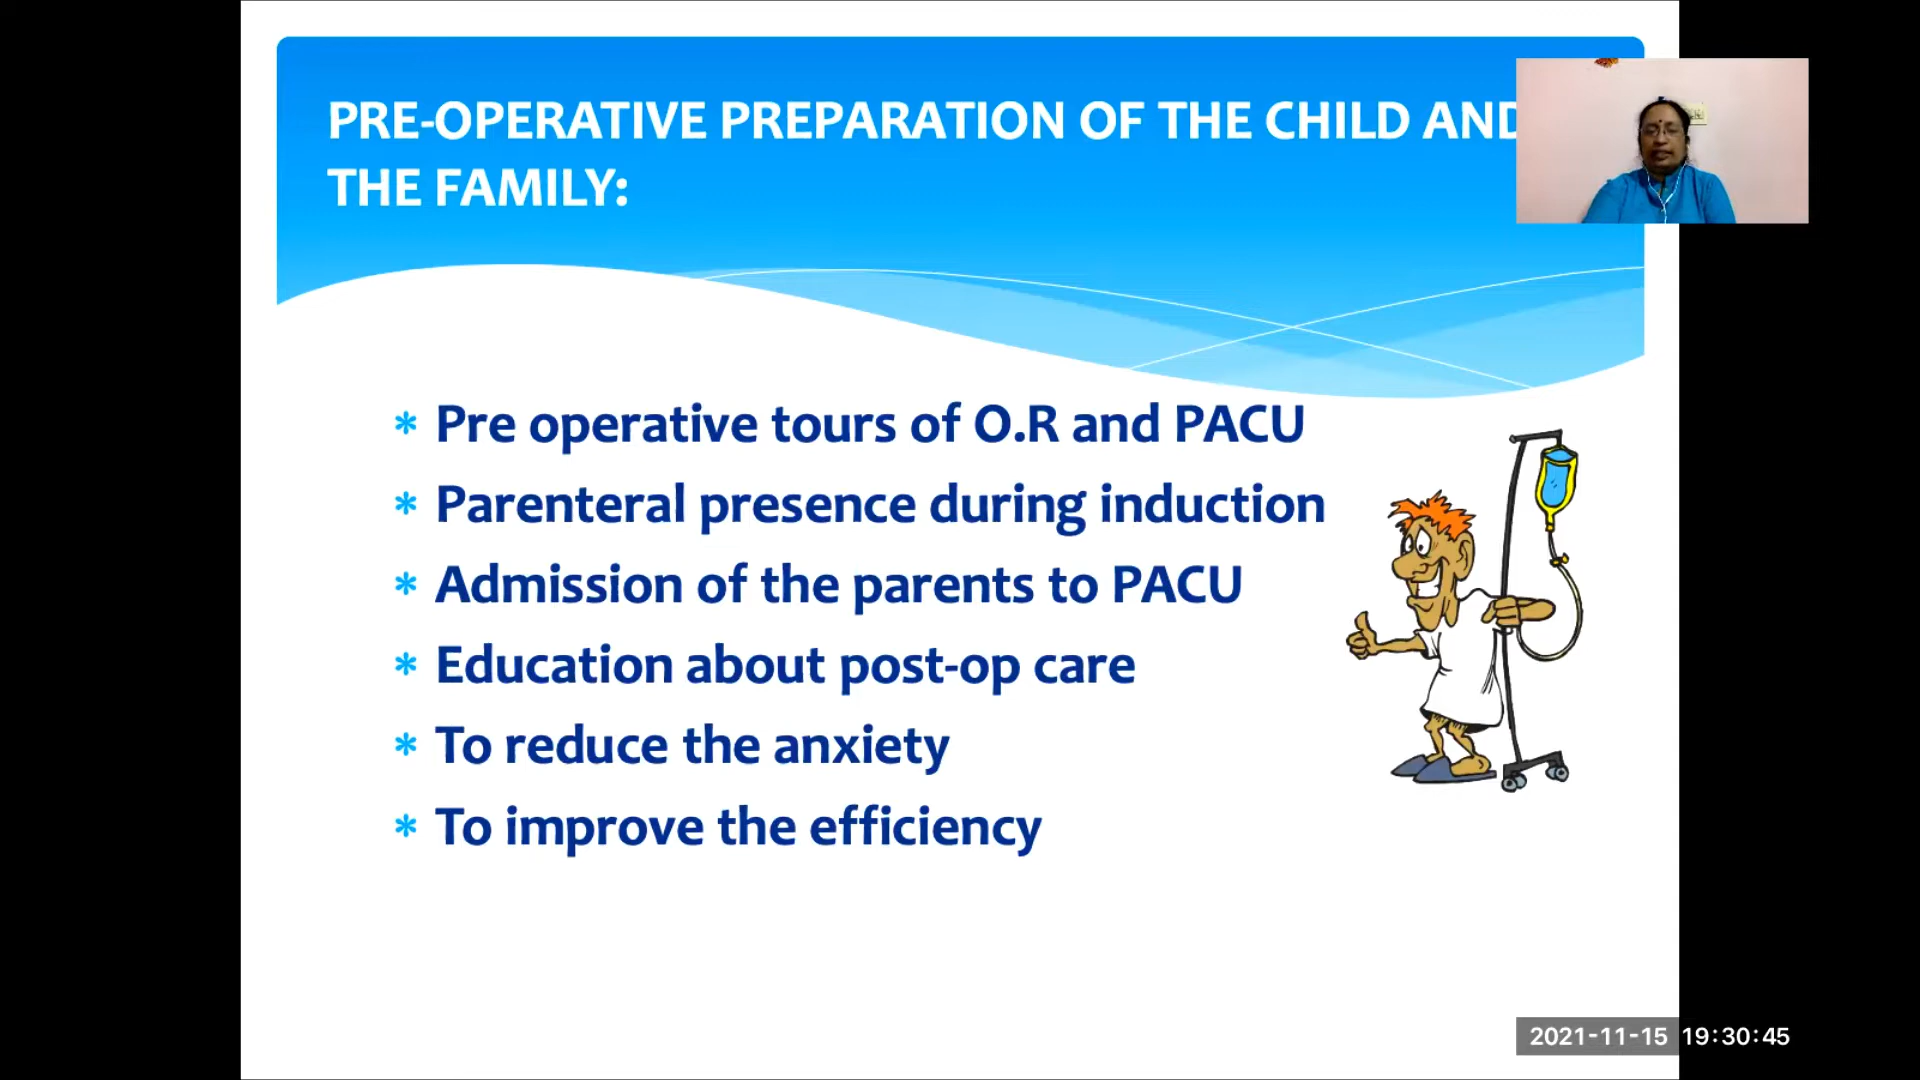 PRE-OPERATIVE PREPARATION OF THE CHILD AND
THE FAMILY:
* Pre operative tours of O.R and PACU
* Parenteral presence during induction
* Admission of the parents to PACU
* Education about post-op care
* To reduce the anxiety
* To improve the efficiency
2021-11-15 19:30:45